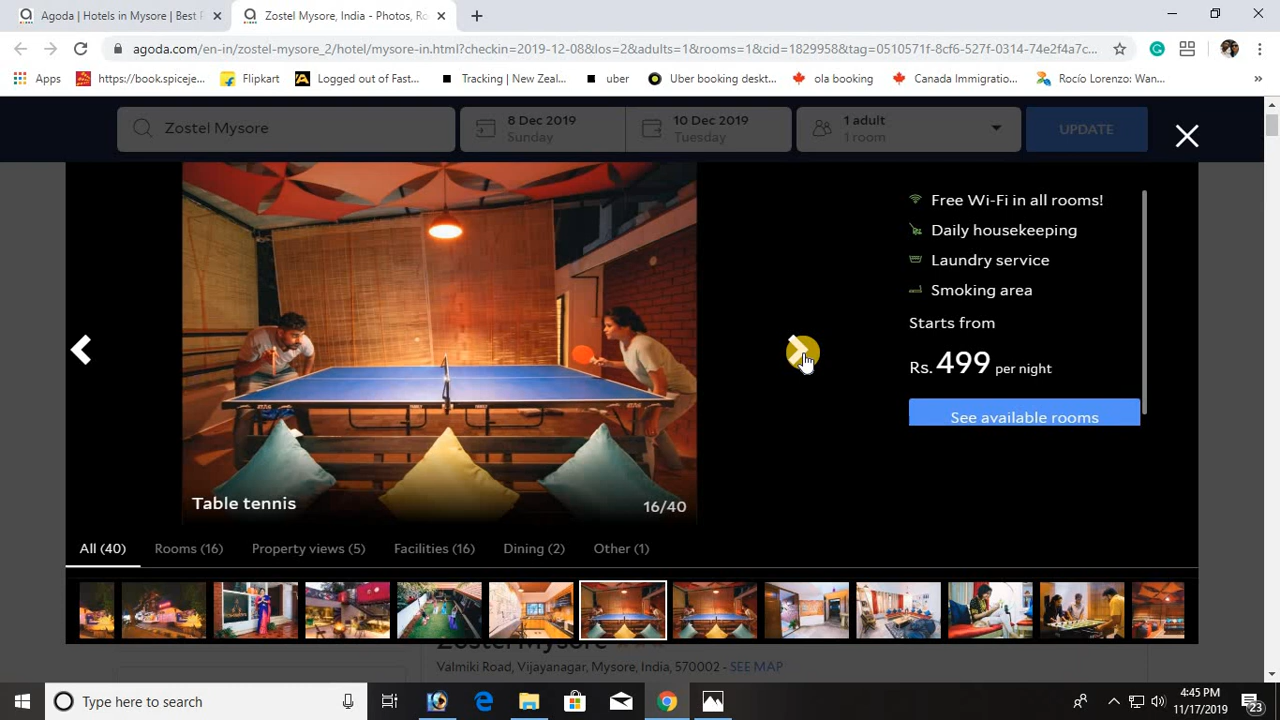 Agoda | Hotels in Mysore | Best P
Zostel Mysore, India - Photos, Ro
agoda.com/en-in/zostel-mysore_2/hotel/mysore-in.html?checkin=2019-12-08&los=2&adults=1&rooms=1&cid=1829958&tag=0510571f-8cf6-527f-0314-74e2f4a7c...
Apps
https://book.spiceje...
Flipkart
Logged out of Fast...
Tracking | New Zeal...
uber
Uber booking deskt...
ola booking
Canada Immigratio...
Rocío Lorenzo: Wan...
Zostel Mysore
8 Dec 2019
Sunday
10 Dec 2019
Tuesday
1 adult
1 room
UPDATE
Free Wi-Fi in all rooms!
Daily housekeeping
Laundry service
Smoking area
Starts from
Rs. 499 per night
See available rooms
Table tennis
16/40
All (40)
Rooms (16)
Property views (5)
Facilities (16)
Dining (2)
Other (1)
Zostel Mysore
Valmiki Road, Vijayanagar, Mysore, India, 570002 - SEE MAP
Type here to search
4:45 PM
11/17/2019
23